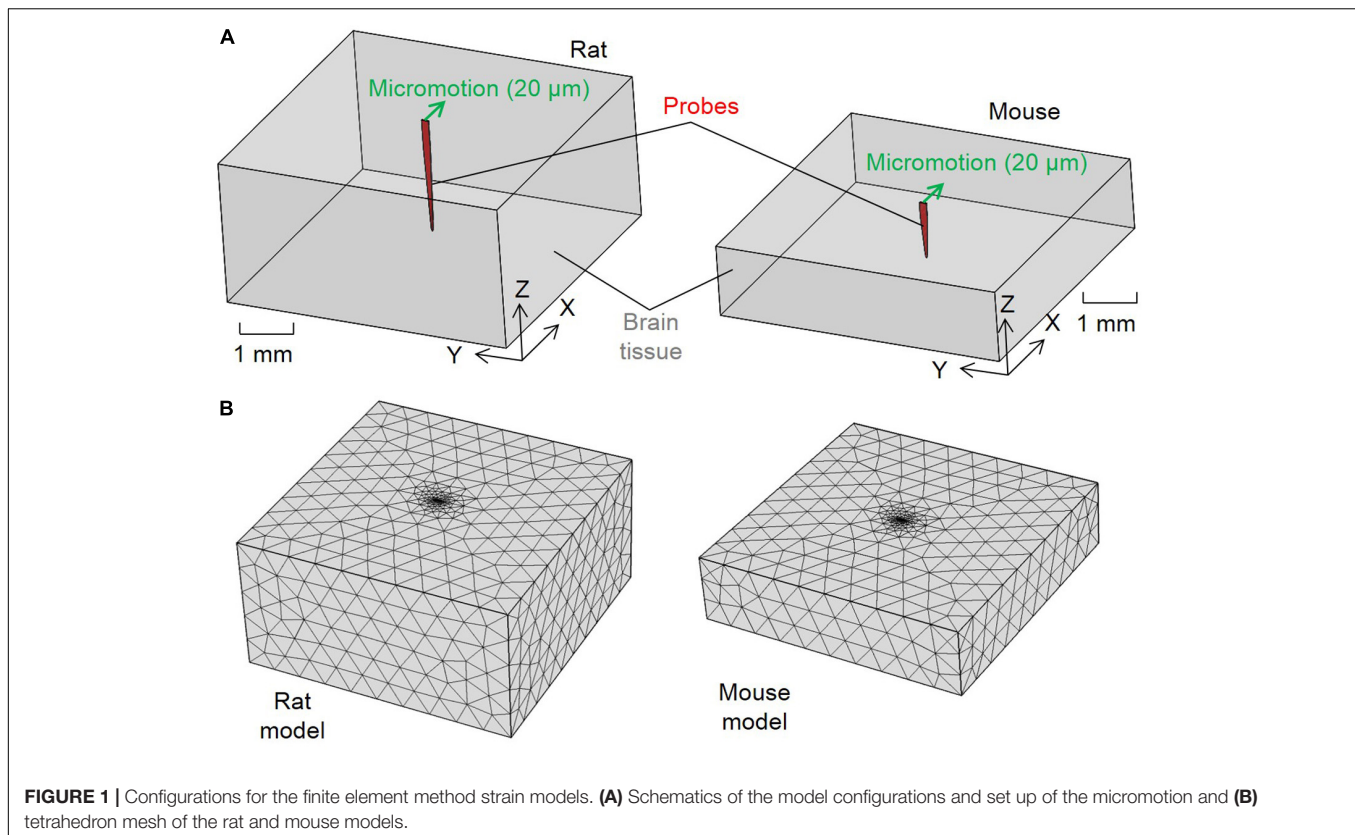 A
Rat
Micromotion (20 µm)
Probes
Mouse
Micromotion (20 µm)
Z
X
Y
1 mm
Brain
tissue
Z
X
Y
1 mm
B
Rat
model
Mouse
model
FIGURE 1 | Configurations for the finite element method strain models. (A) Schematics of the model configurations and set up of the micromotion and (B)
tetrahedron mesh of the rat and mouse models.